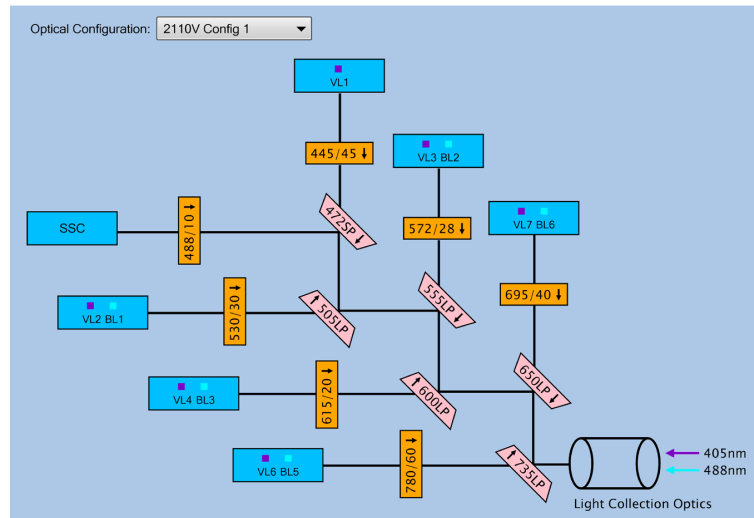 Optical Configuration: 2110V Config 1
VL1
445/45
VL3 BL2
472SP
488/10
SSC
572/28
VL7 BL6
695/40
555LP
505LP
530/30
VL2 BL1
650LP
600LP
615/20
VL4 BL3
735LP
780/60
VL6 BL5
405nm
488nm
Light Collection Optics